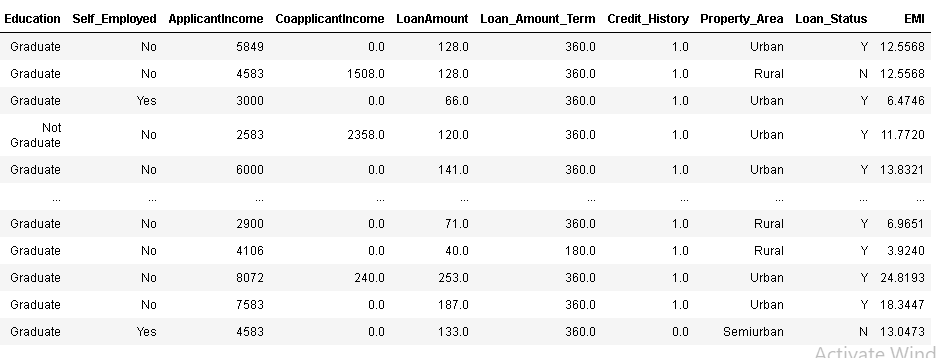 Education Self_Employed ApplicantIncome CoapplicantIncome LoanAmount Loan_Amount_Term Credit_History Property_Area Loan_Status EMI
Graduate No 5849 0.0 128.0 360.0 1.0 Urban Y 12.5568
Graduate No 4583 1508.0 128.0 360.0 1.0 Rural N 12.5568
Graduate Yes 3000 0.0 66.0 360.0 1.0 Urban Y 6.4746
Not Graduate No 2583 2358.0 120.0 360.0 1.0 Urban Y 11.7720
Graduate No 6000 0.0 141.0 360.0 1.0 Urban Y 13.8321
... ... ... ... ... ... ... ... ... ...
Graduate No 2900 0.0 71.0 360.0 1.0 Rural Y 6.9651
Graduate No 4106 0.0 40.0 180.0 1.0 Rural Y 3.9240
Graduate No 8072 240.0 253.0 360.0 1.0 Urban Y 24.8193
Graduate No 7583 0.0 187.0 360.0 1.0 Urban Y 18.3447
Graduate Yes 4583 0.0 133.0 360.0 0.0 Semiurban N 13.0473
Activate Wind